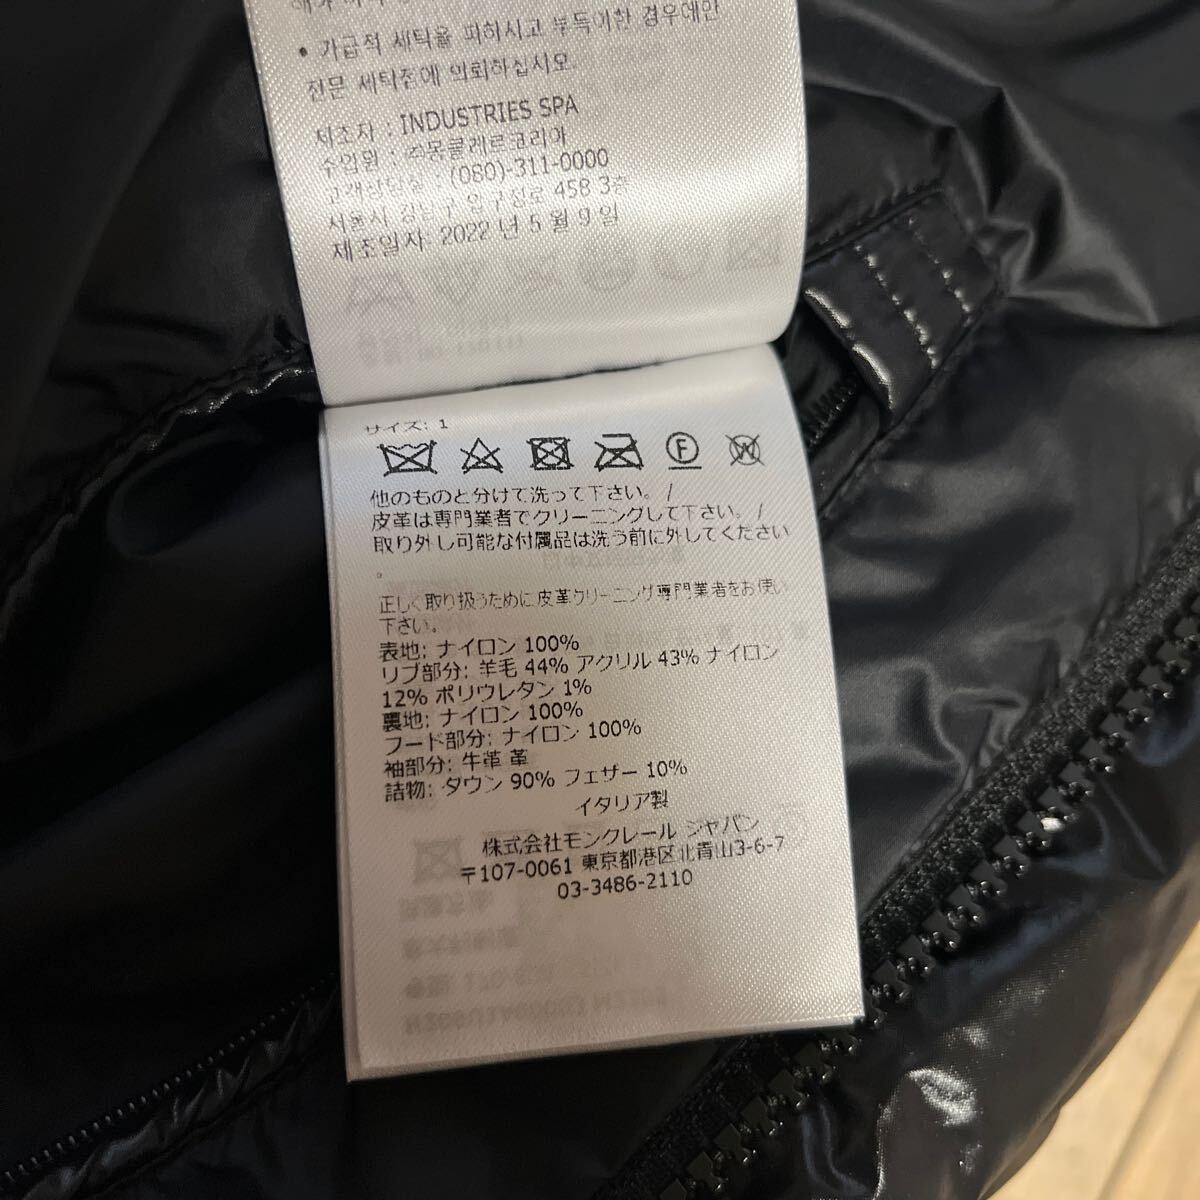 • 가급적 세탁을 피하시고 부득이한 경우에만
전문 세탁점에 의뢰하십시오.
제조자 : INDUSTRIES SPA
수입원 : ㈜몽클레르코리아
고객상담실 : (080)-311-0000
서울시 강남구 압구정로 458 3층
제조일자: 2022 년 5 월 9 일
サイズ: 1
F W
他のものと分けて洗って下さい。/
皮革は専門業者でクリーニングして下さい。/
取り外し可能な付属品は洗う前に外してください
。
正しく取り扱うために皮革クリーニング専門業者をお使い
下さい。
表地: ナイロン 100%
リブ部分: 羊毛 44% アクリル 43% ナイロン
12% ポリウレタン 1%
裏地: ナイロン 100%
フード部分: ナイロン 100%
袖部分: 牛革 革
詰物: ダウン 90% フェザー 10%
イタリア製
株式会社モンクレール ジャパン
〒107-0061 東京都港区北青山3-6-7
03-3486-2110